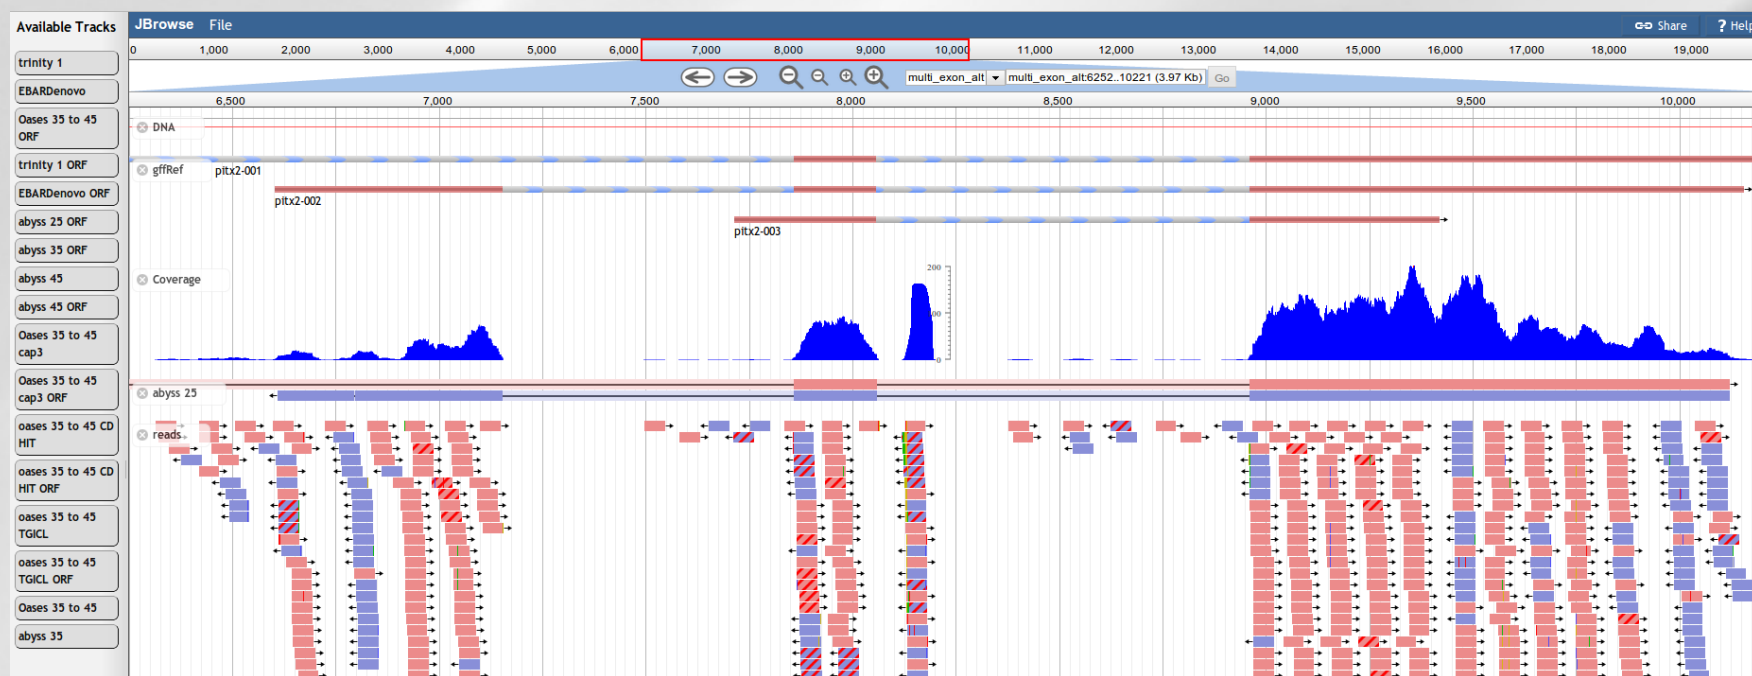 Available Tracks
JBrowse File Share ? Help
0 1,000 2,000 3,000 4,000 5,000 6,000 7,000 8,000 9,000 10,000 11,000 12,000 13,000 14,000 15,000 16,000 17,000 18,000 19,000
multi_exon_alt multi_exon_alt:6252..10221 (3.97 Kb) Go
6,500 7,000 7,500 8,000 8,500 9,000 9,500 10,000
trinity 1
EBARDenovo
Oases 35 to 45
ORF
trinity 1 ORF
EBARDenovo ORF
abyss 25 ORF
abyss 35 ORF
abyss 45
abyss 45 ORF
Oases 35 to 45
cap3
Oases 35 to 45
cap3 ORF
oases 35 to 45 CD
HIT
oases 35 to 45 CD
HIT ORF
oases 35 to 45
TGICL
oases 35 to 45
TGICL ORF
Oases 35 to 45
abyss 35
DNA
gffRef
pitx2-001
pitx2-002
pitx2-003
Coverage
200
0
abyss 25
reads